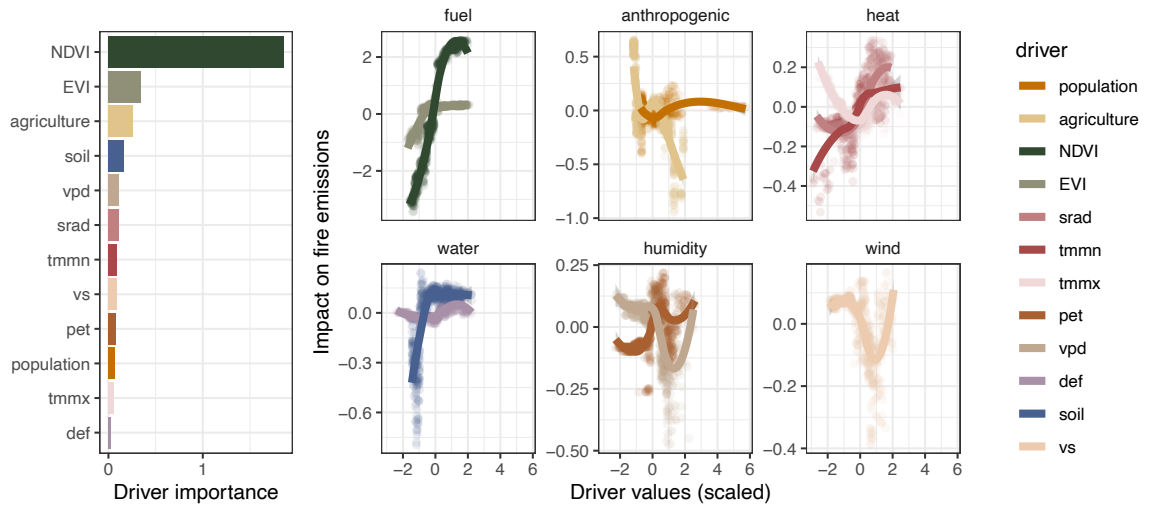 NDVI
EVI
agriculture
soil
vpd
srad
tmmn
vs
pet
population
tmmx
def
0 1
Driver importance
Impact on fire emissions
fuel
2
0
−2
anthropogenic
0.5
0.0
−0.5
−1.0
heat
0.2
0.0
−0.2
−0.4
water
0.0
−0.3
−0.6
−2 0 2 4 6
humidity
0.25
0.00
−0.25
−0.50
−2 0 2 4 6
wind
0.0
−0.2
−0.4
−2 0 2 4 6
Driver values (scaled)
driver
population
agriculture
NDVI
EVI
srad
tmmn
tmmx
pet
vpd
def
soil
vs